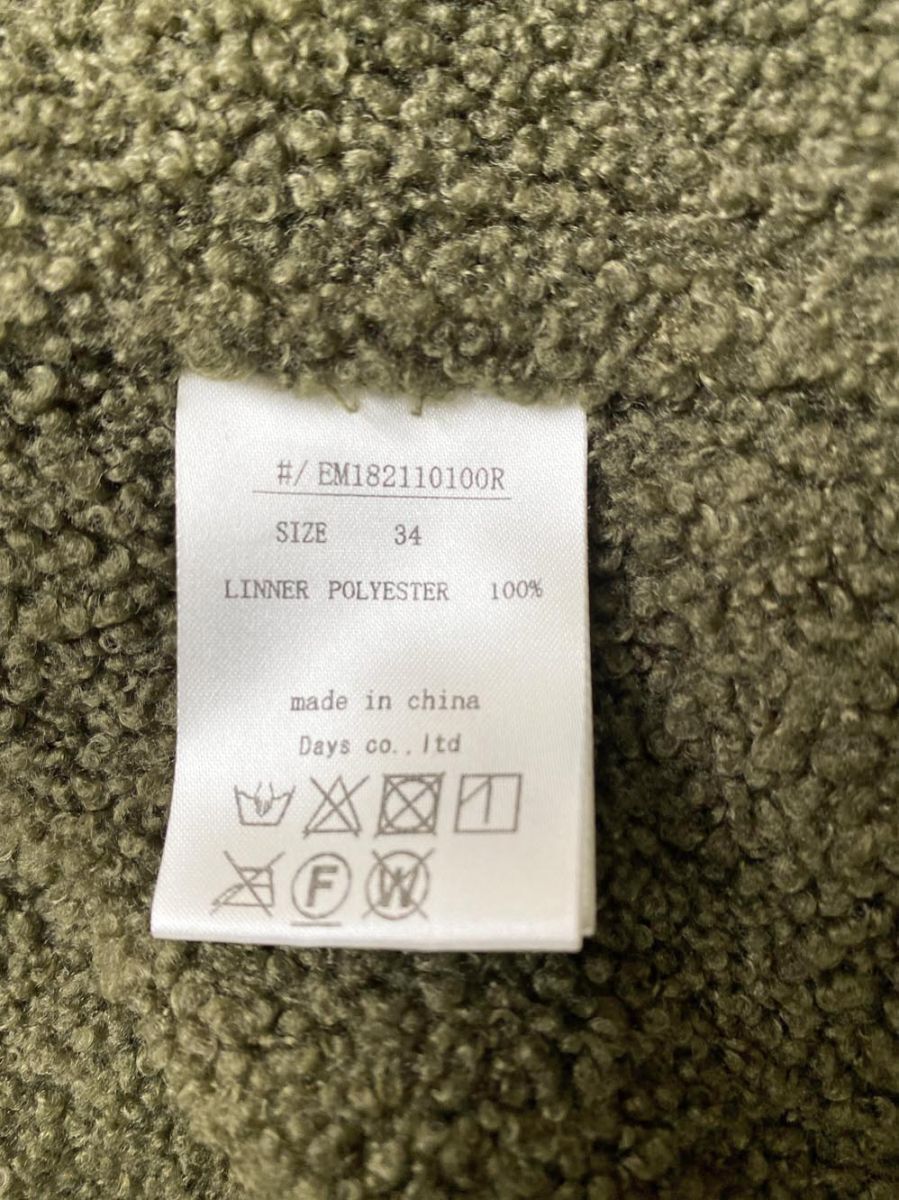 #/ EM182110100R
SIZE 34
LINNER POLYESTER 100%
made in china
Days co.,ltd
F W